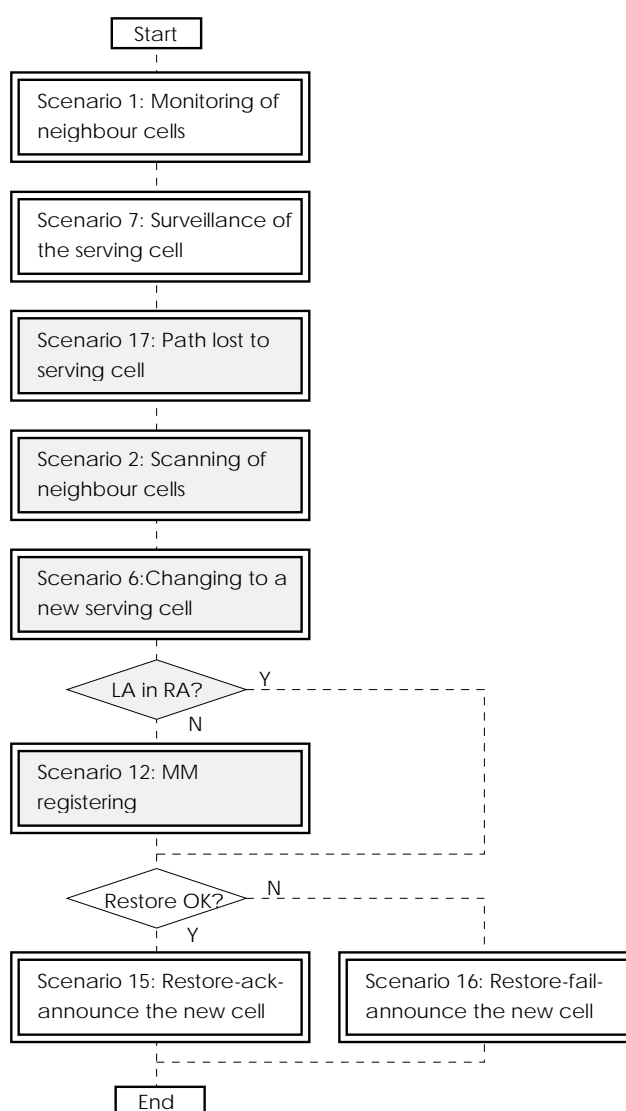 Start
Scenario 1: Monitoring of
neighbour cells
Scenario 7: Surveillance of
the serving cell
Scenario 17: Path lost to
serving cell
Scenario 2: Scanning of
neighbour cells
Scenario 6:Changing to a
new serving cell
LA in RA?
Y
N
Scenario 12: MM
registering
Restore OK?
N
Y
Scenario 15: Restore-ack-
announce the new cell
Scenario 16: Restore-fail-
announce the new cell
End